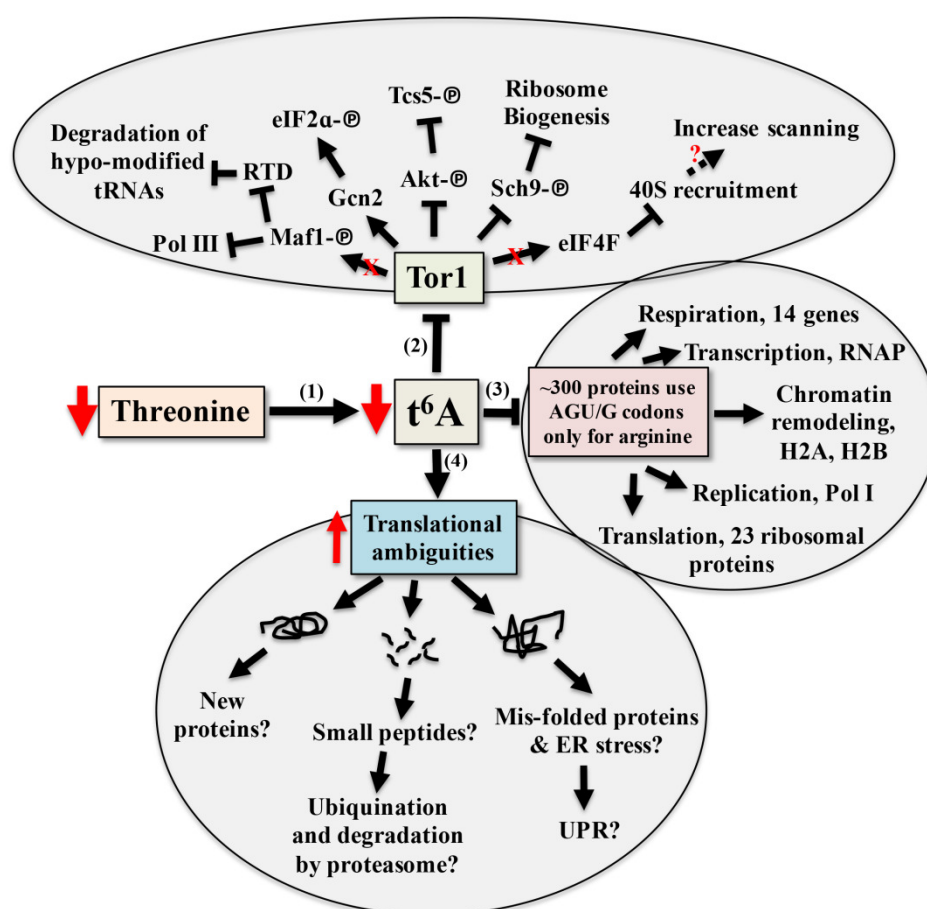 Ribosome
Biogenesis
Tcs5-℗
Increase scanning
eIF2α-℗
?
Degradation of
hypo-modified
tRNAs
RTD
Akt-℗
Sch9-℗
40S recruitment
Gcn2
Pol III
Maf1-℗
eIF4F
X
X
Tor1
(2)
Respiration, 14 genes
Transcription, RNAP
(1)
(3)
Threonine
t⁶A
~300 proteins use
AGU/G codons
only for arginine
Chromatin
remodeling,
H2A, H2B
(4)
Replication, Pol I
Translational
ambiguities
Translation, 23 ribosomal
proteins
New
proteins?
Small peptides?
Mis-folded proteins
& ER stress?
Ubiquination
and degradation
by proteasome?
UPR?